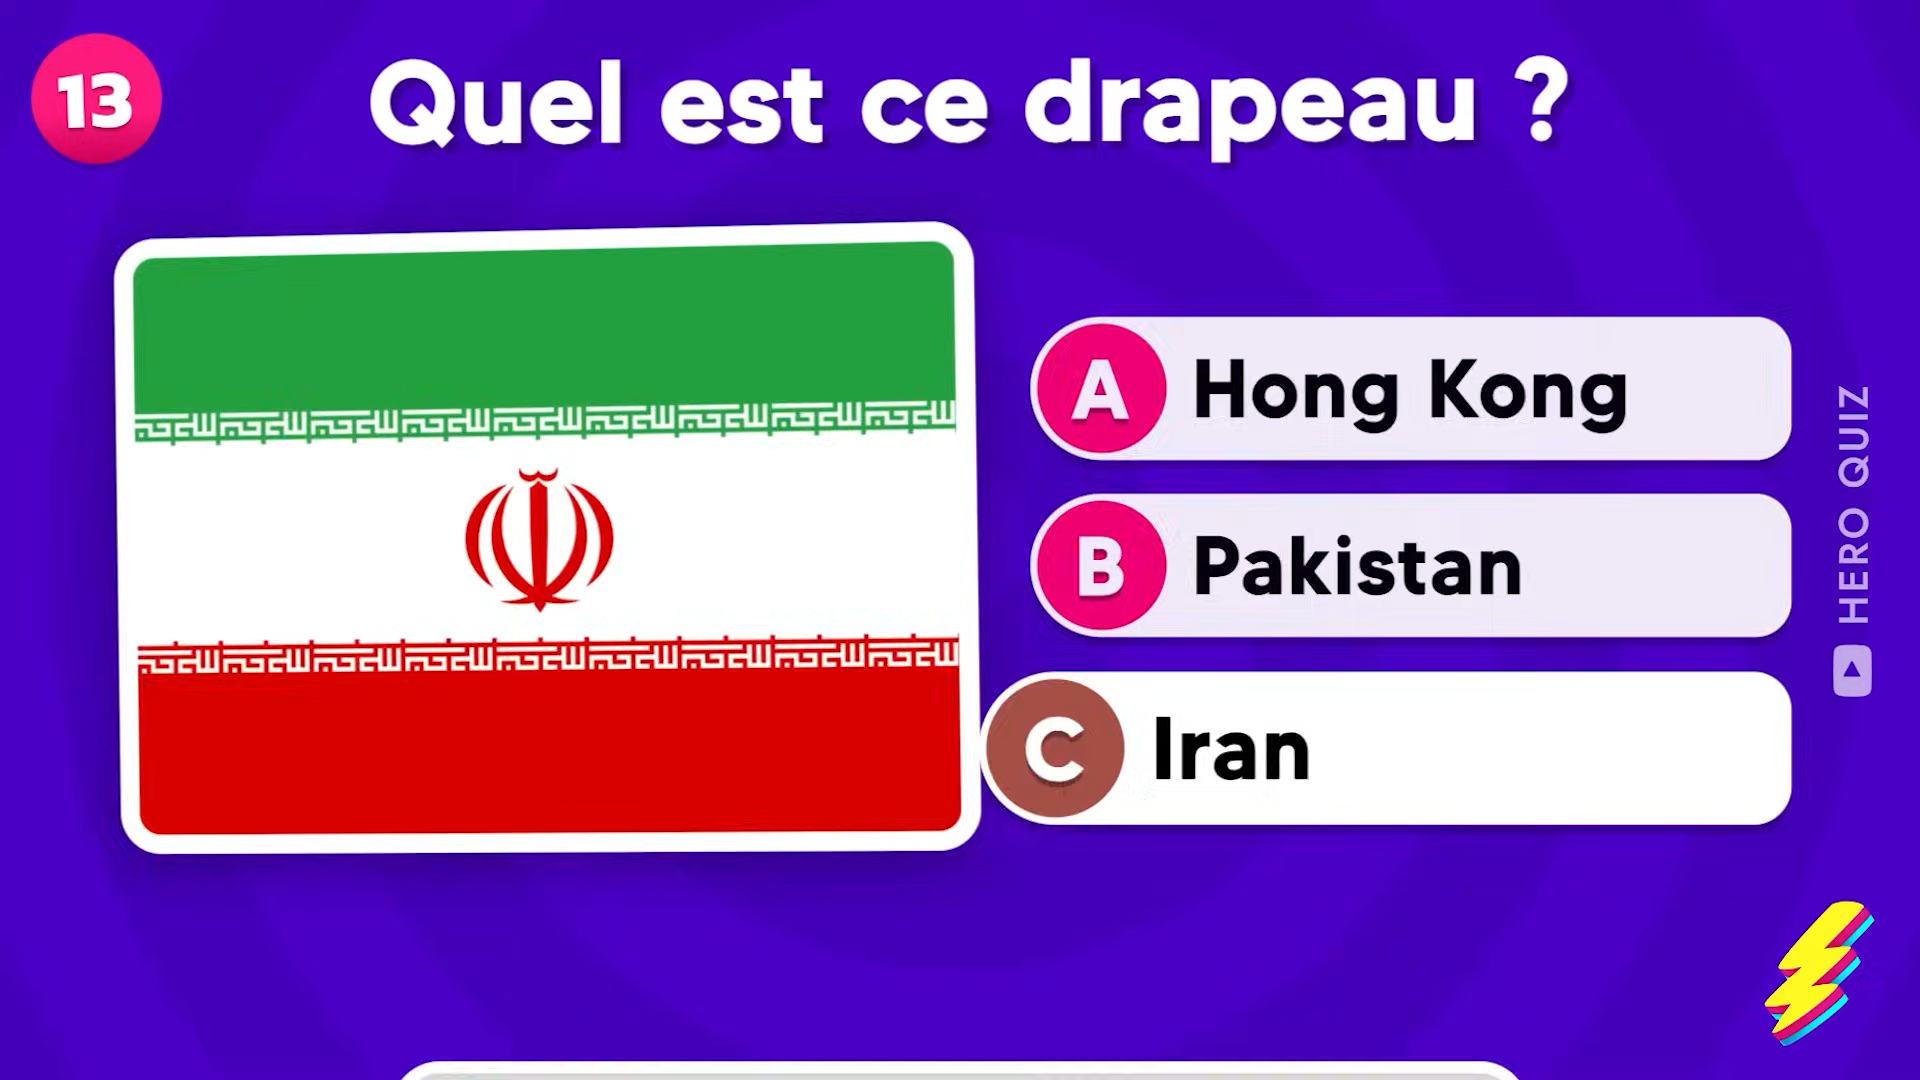 13
Quel est ce drapeau ?
A Hong Kong
B Pakistan
C Iran
HERO QUIZ